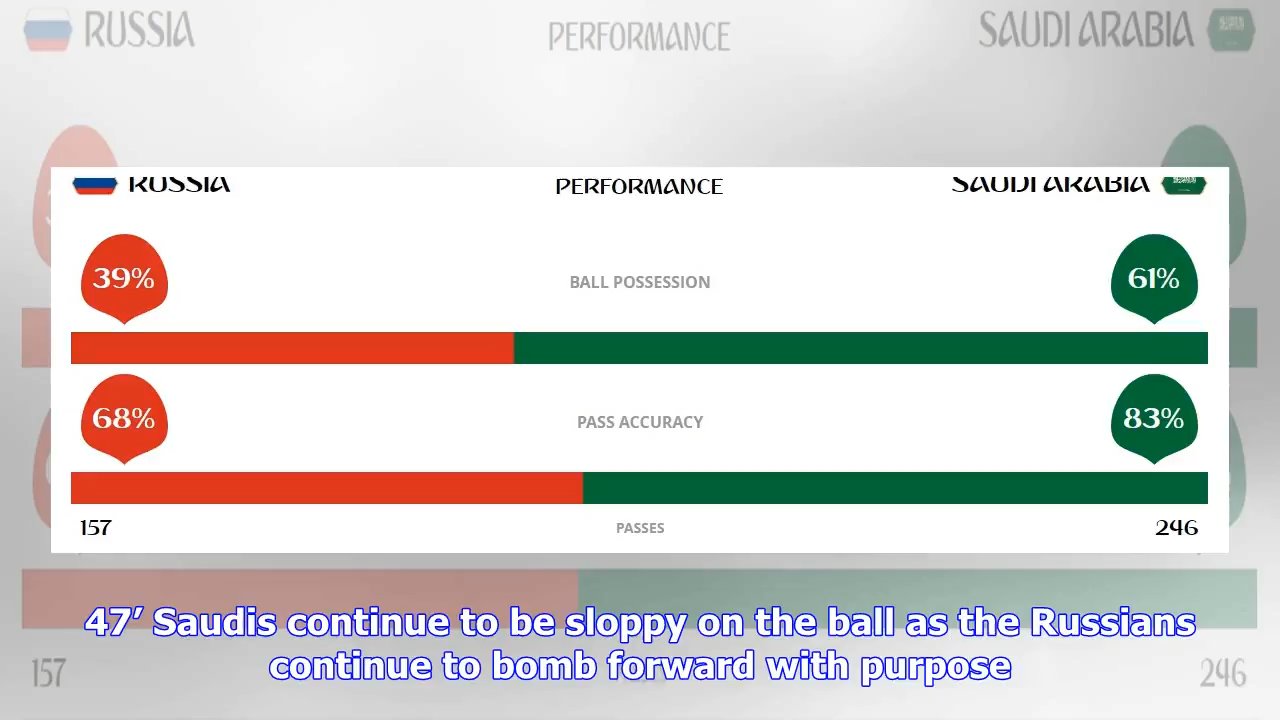 RUSSIA PERFORMANCE SAUDI ARABIA
RUSSIA PERFORMANCE SAUDI ARABIA
39% BALL POSSESSION 61%
68% PASS ACCURACY 83%
157 PASSES 246
47’ Saudis continue to be sloppy on the ball as the Russians
continue to bomb forward with purpose
157 246